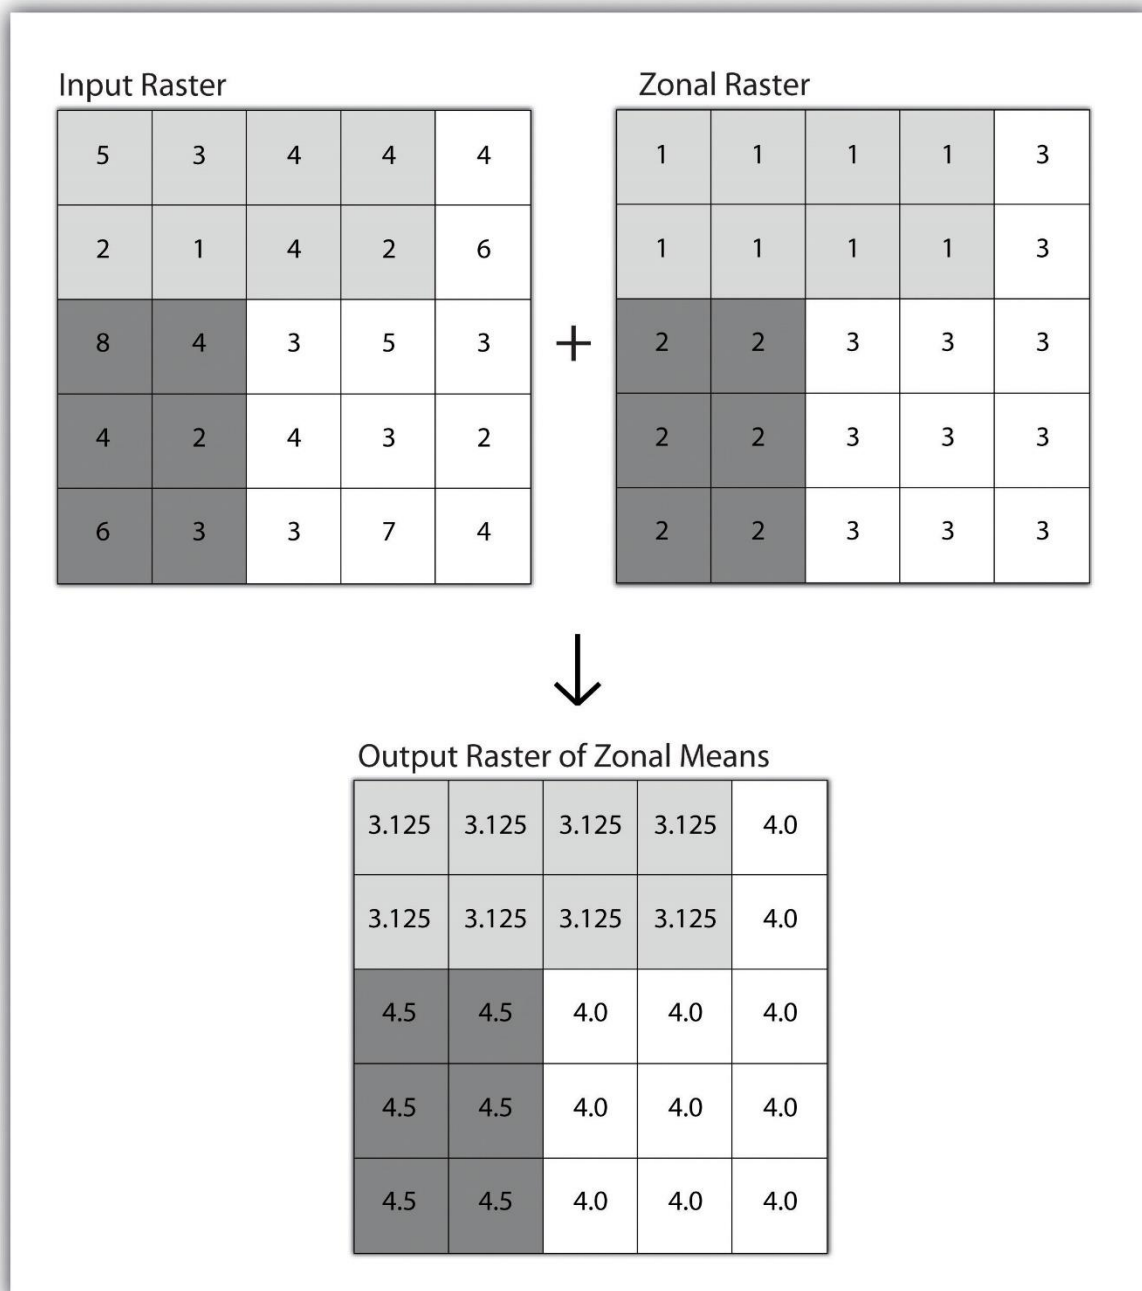 Input Raster
Zonal Raster
5 3 4 4 4
1 1 1 1 3
2 1 4 2 6
1 1 1 1 3
8 4 3 5 3
+
2 2 3 3 3
4 2 4 3 2
2 2 3 3 3
6 3 3 7 4
2 2 3 3 3
Output Raster of Zonal Means
3.125 3.125 3.125 3.125 4.0
3.125 3.125 3.125 3.125 4.0
4.5 4.5 4.0 4.0 4.0
4.5 4.5 4.0 4.0 4.0
4.5 4.5 4.0 4.0 4.0